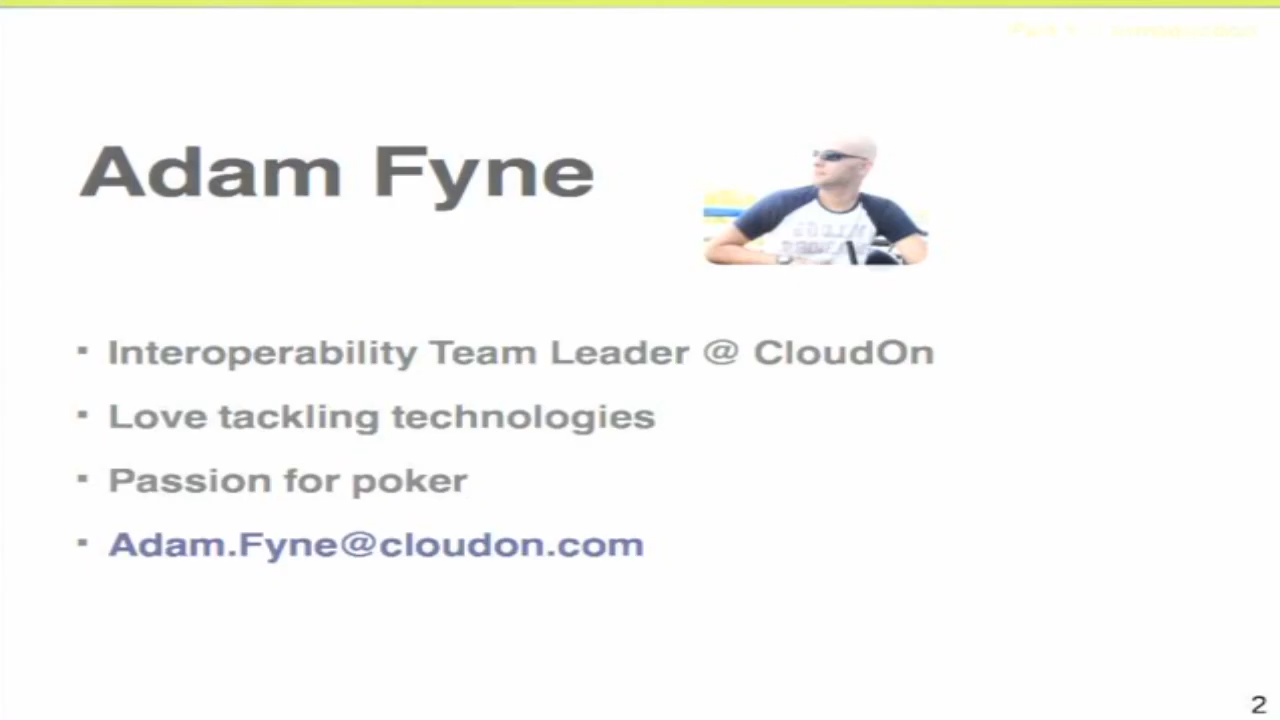 Adam Fyne
▪ Interoperability Team Leader @ CloudOn
▪ Love tackling technologies
▪ Passion for poker
▪ Adam.Fyne@cloudon.com
2